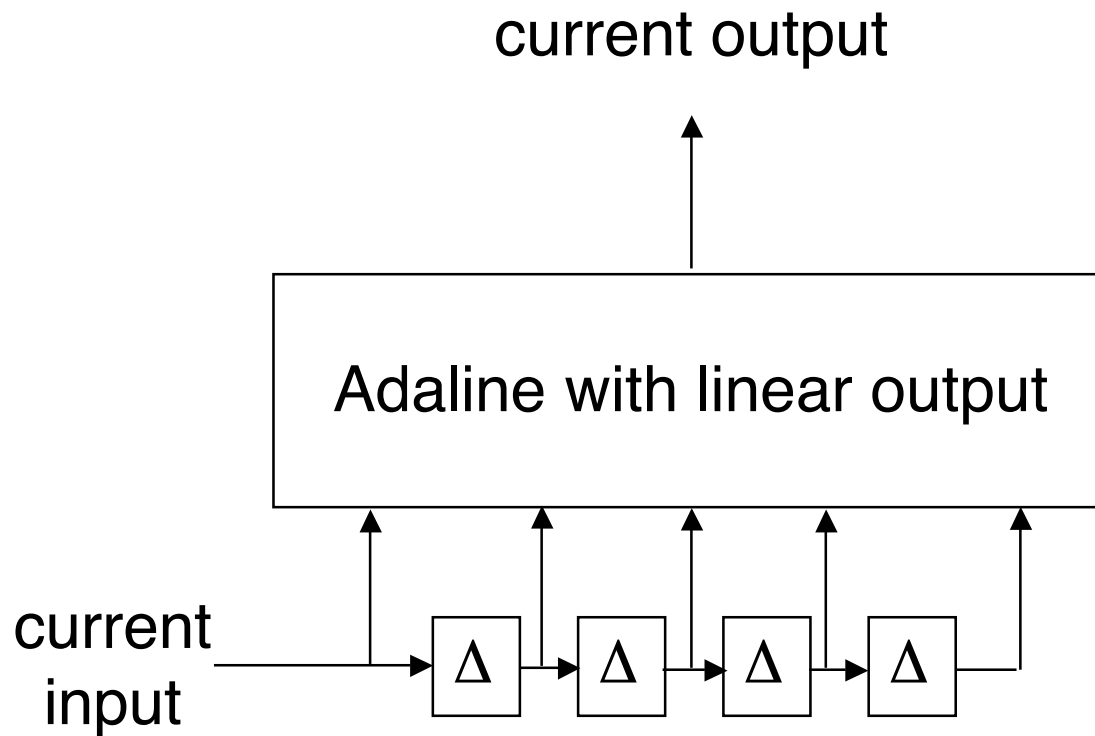 current output
Adaline with linear output
current
input
Δ Δ Δ Δ